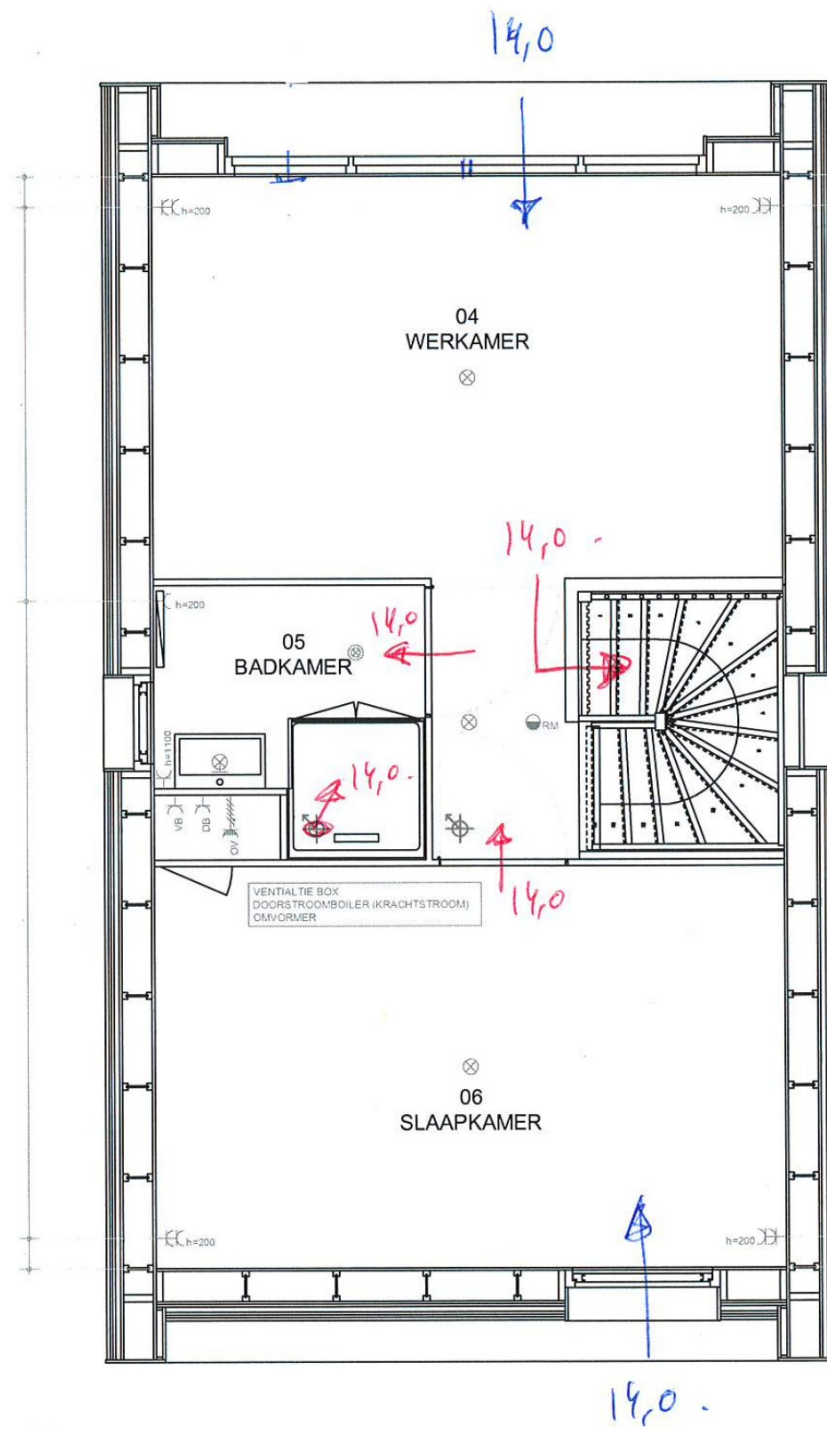 14,0
h=200
h=200
04
WERKAMER
14,0 -
h=200
05
BADKAMER
14,0
RM
h=1100
14,0.
VB
DB
OV
14,0
VENTIALTIE BOX
DOORSTROOMBOILER (KRACHTSTROOM)
OMVORMER
06
SLAAPKAMER
h=200
h=200
14,0.